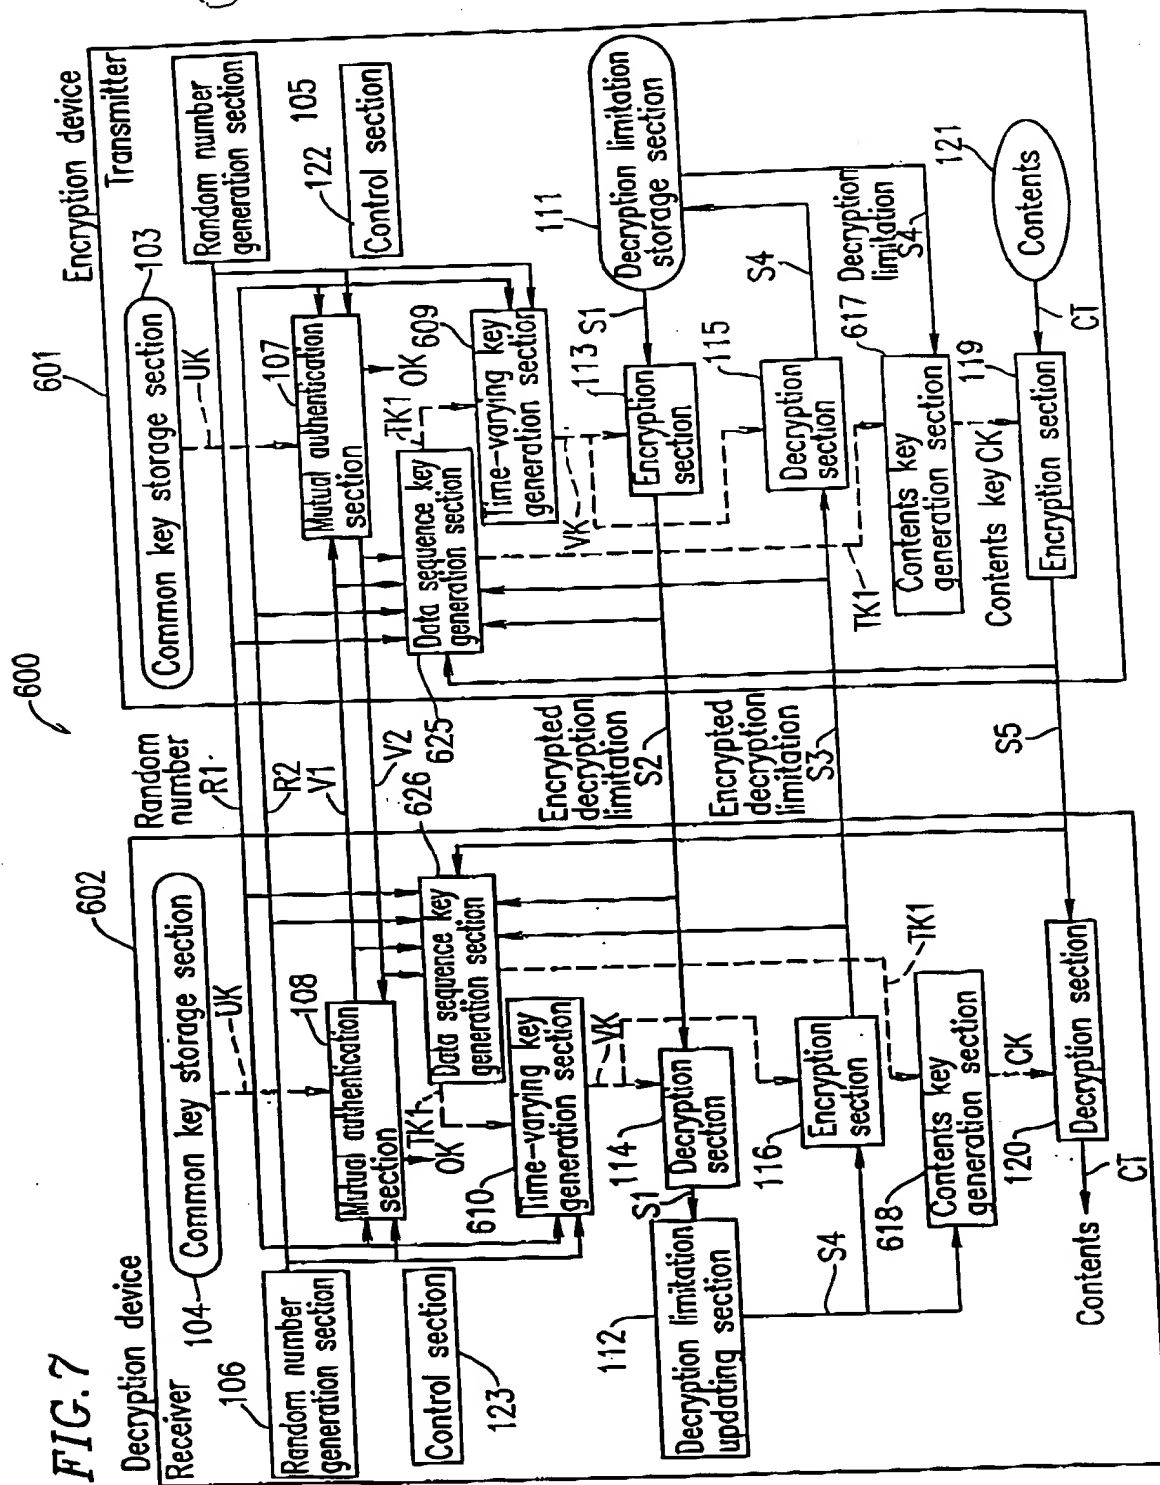 FIG.7
600
Decryption device
Receiver
602
104
Common key storage section
UK
106
Random number
generation section
Control section
123
108
Mutual authentication
section
OK
TK1
626
Data sequence key
generation section
610
Time-varying key
generation section
VK
114
Decryption
section
S1
112
Decryption limitation
updating section
S4
116
Encryption
section
TK1
618
Contents key
generation section
CK
120
Decryption section
CT
Contents
Random
number
R1
R2
V1
V2
Encrypted
decryption
limitation
S2
Encrypted
decryption
limitation
S3
S5
601
Encryption device
Transmitter
Common key storage section
103
UK
Random number
generation section
122
105
Control section
107
Mutual authentication
section
OK
TK1
625
Data sequence key
generation section
609
Time-varying key
generation section
VK
111
Decryption limitation
storage section
S1
113
Encryption
section
115
Decryption
section
S4
617
Decryption
limitation
S4
TK1
Contents key
generation section
Contents key CK
119
Encryption section
121
Contents
CT